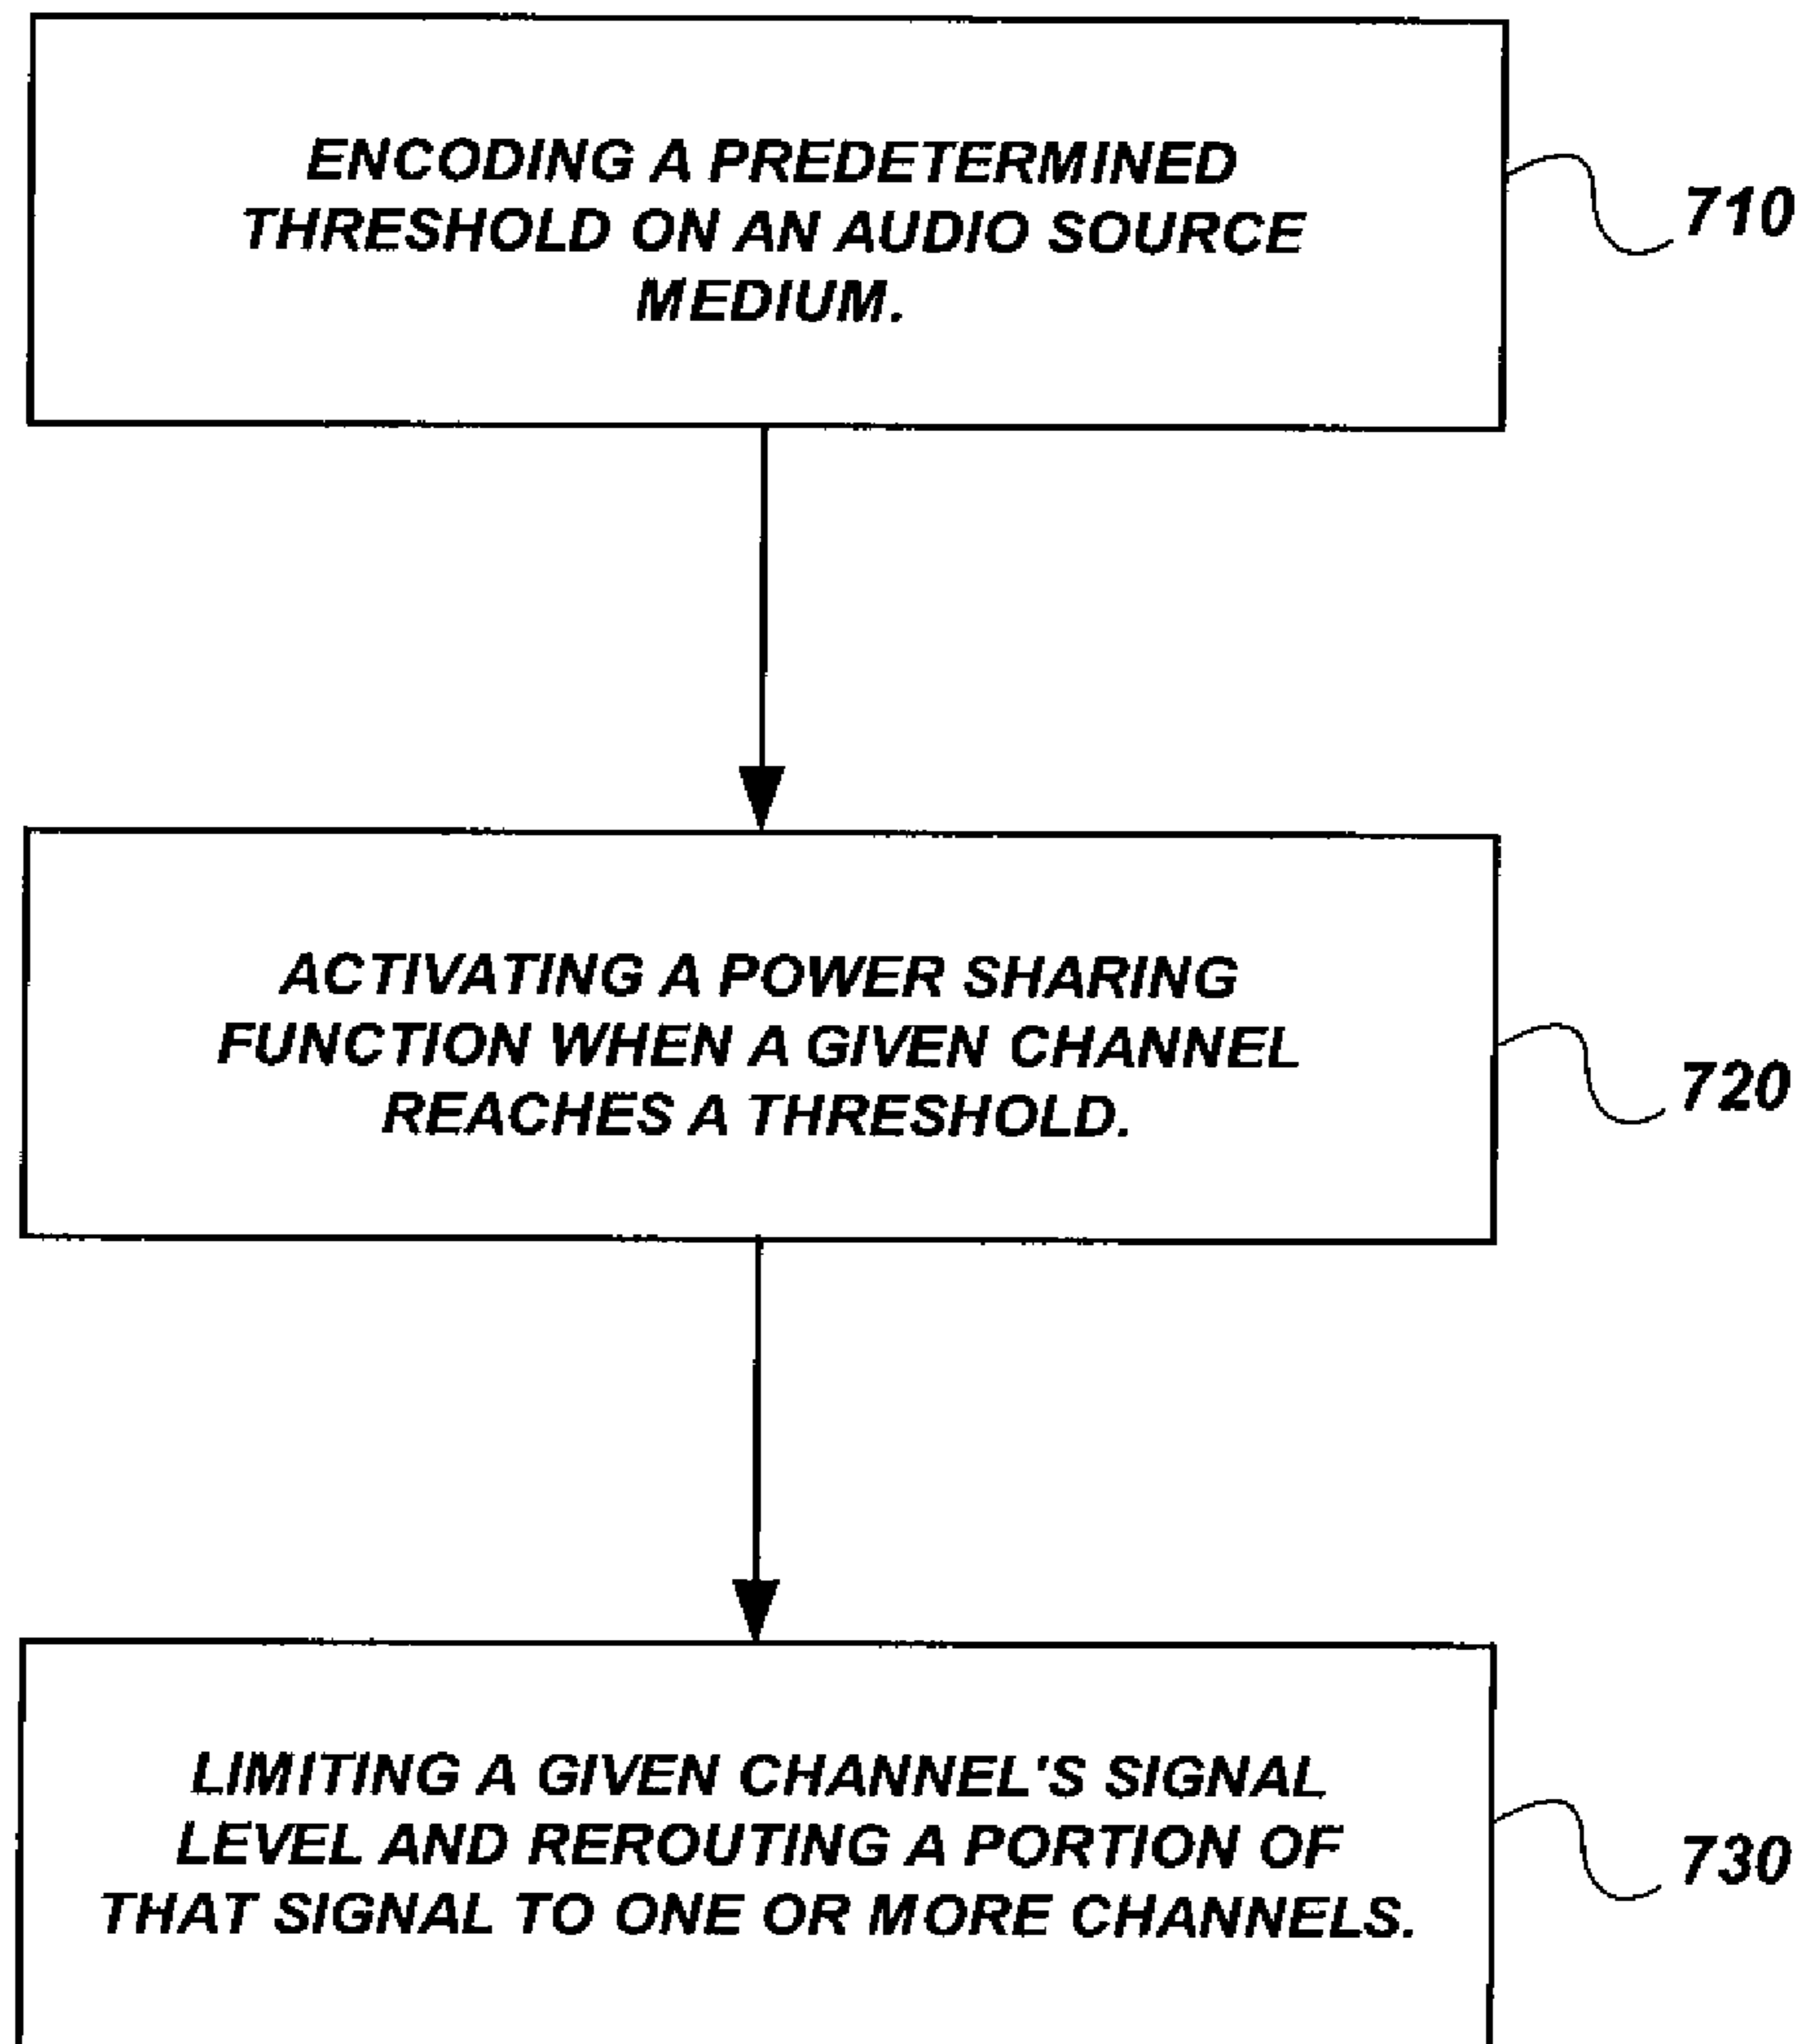 ENCODING A PREDETERMINED
THRESHOLD ON AN AUDIO SOURCE
MEDIUM.
710
ACTIVATING A POWER SHARING
FUNCTION WHEN A GIVEN CHANNEL
REACHES A THRESHOLD.
720
LIMITING A GIVEN CHANNEL'S SIGNAL
LEVEL AND REROUTING A PORTION OF
THAT SIGNAL TO ONE OR MORE CHANNELS.
730